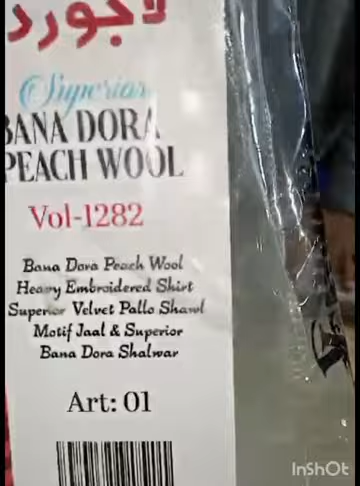 لاجورد
Superior
BANA DORA
PEACH WOOL
Vol-1282
Bana Dora Peach Wool
Heavy Embroidered Shirt
Superior Velvet Pallo Shawl
Motif Jaal & Superior
Bana Dora Shalwar
Art: 01
InShOt